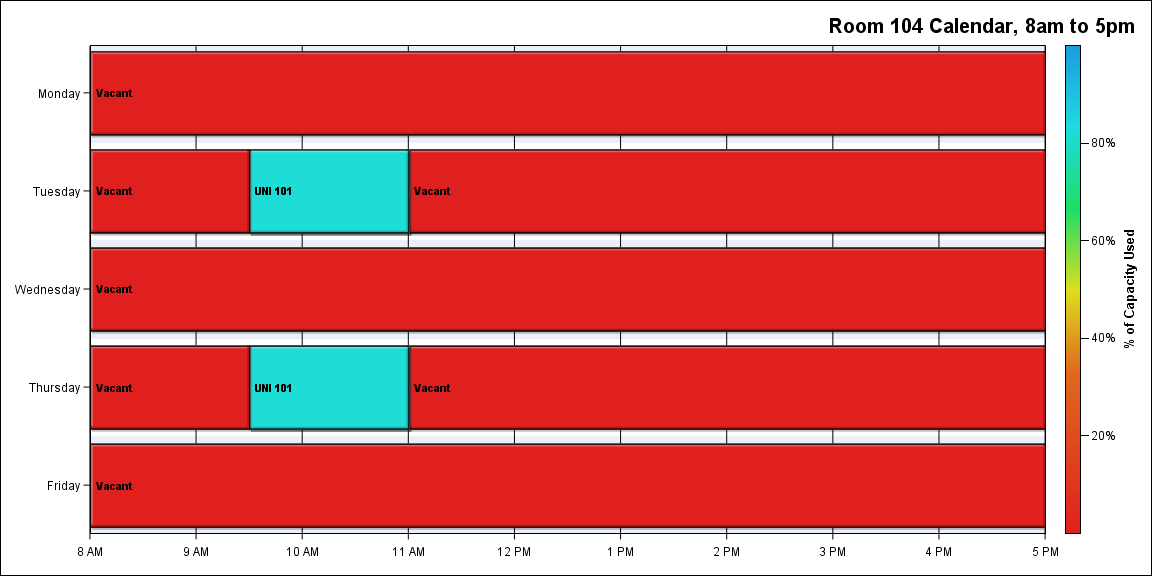 Room 104 Calendar, 8am to 5pm
Monday
Vacant
80%
Tuesday
Vacant
UNI 101
Vacant
60%
% of Capacity Used
Wednesday
Vacant
40%
Thursday
Vacant
UNI 101
Vacant
20%
Friday
Vacant
8 AM
9 AM
10 AM
11 AM
12 PM
1 PM
2 PM
3 PM
4 PM
5 PM